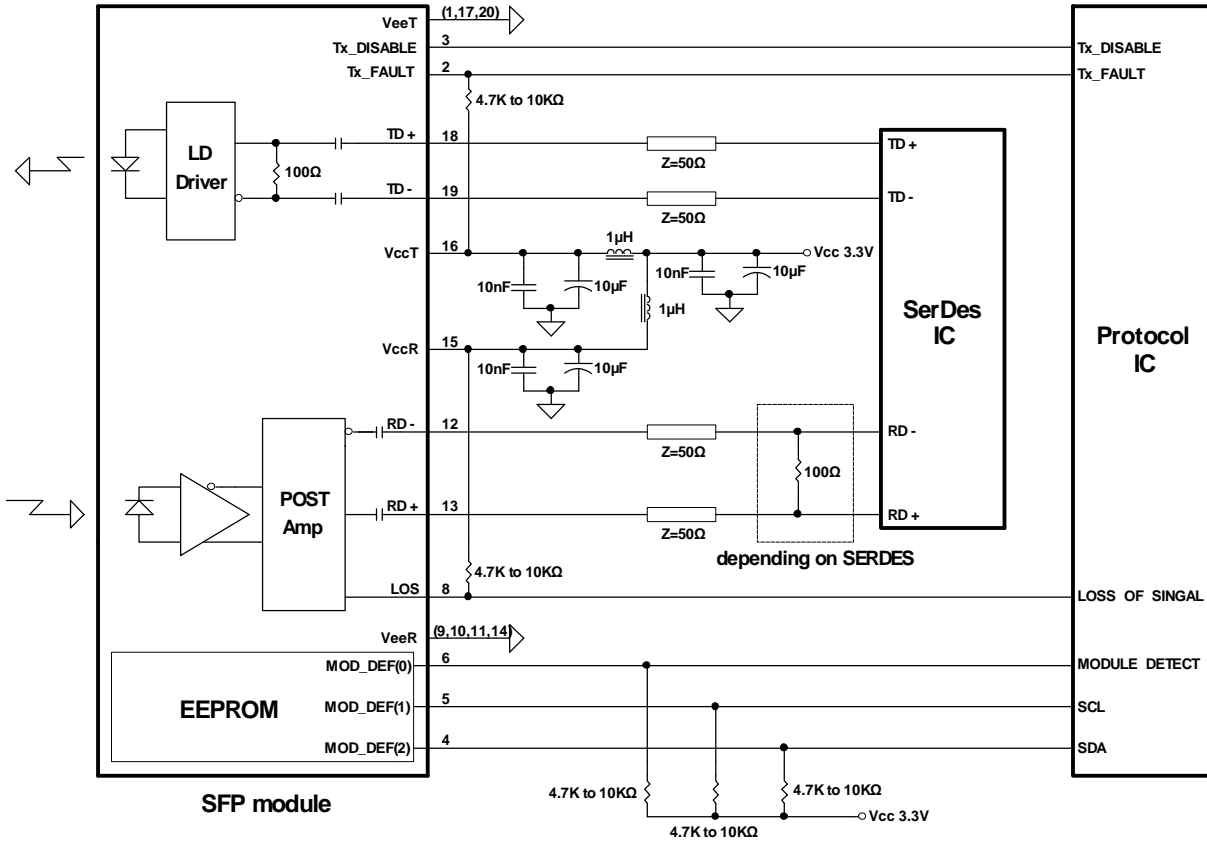 VeeT (1,17,20)
Tx_DISABLE 3 Tx_DISABLE
Tx_FAULT 2 Tx_FAULT
4.7K to 10KΩ
LD
Driver
100Ω
TD+ 18 Z=50Ω TD+
TD- 19 Z=50Ω TD-
VccT 16 1µH Vcc 3.3V
10nF 10µF 10nF 10µF
1µH
SerDes
IC
Protocol
IC
VccR 15
10nF 10µF
RD- 12 Z=50Ω RD-
100Ω
POST
Amp
RD+ 13 Z=50Ω RD+
depending on SERDES
4.7K to 10KΩ
LOS 8 LOSS OF SINGAL
VeeR (9,10,11,14)
MOD_DEF(0) 6 MODULE DETECT
EEPROM
MOD_DEF(1) 5 SCL
MOD_DEF(2) 4 SDA
SFP module
4.7K to 10KΩ 4.7K to 10KΩ
Vcc 3.3V
4.7K to 10KΩ